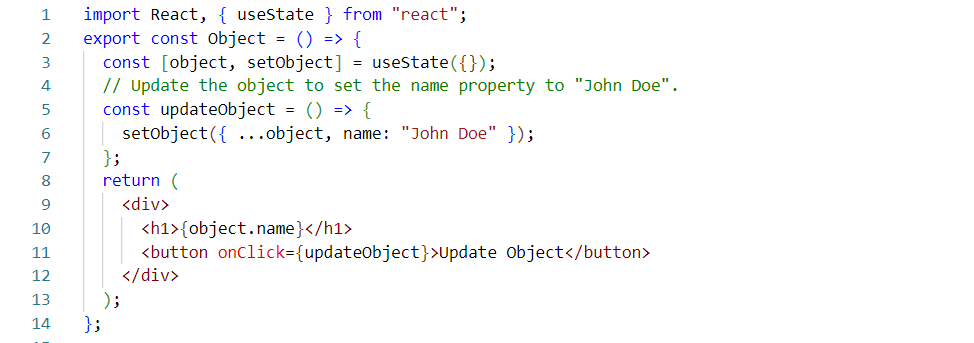 1 import React, { useState } from "react";
2 export const Object = () => {
3 const [object, setObject] = useState({});
4 // Update the object to set the name property to "John Doe".
5 const updateObject = () => {
6 setObject({ ...object, name: "John Doe" });
7 };
8 return (
9 <div>
10 <h1>{object.name}</h1>
11 <button onClick={updateObject}>Update Object</button>
12 </div>
13 );
14 };